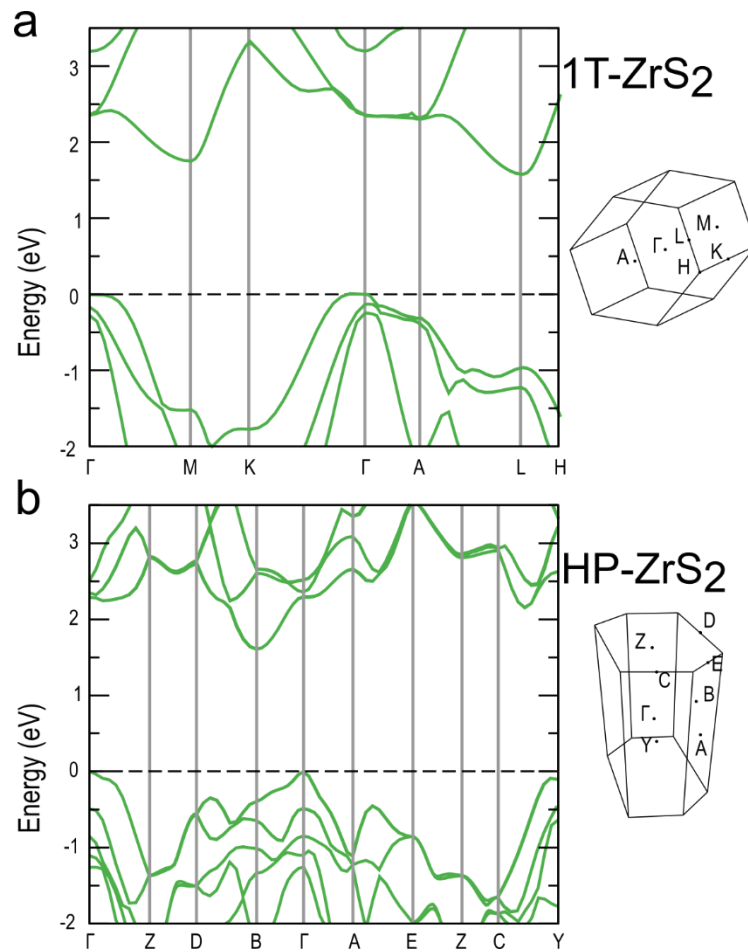 a
1T-ZrS2
3
2
1
0
-1
-2
Energy (eV)
Γ M K Γ A L H
A Γ L M H K
b
HP-ZrS2
3
2
1
0
-1
-2
Energy (eV)
Γ Z D B Γ A E Z C Y
D
Z
E
C
B
Γ
A
Y